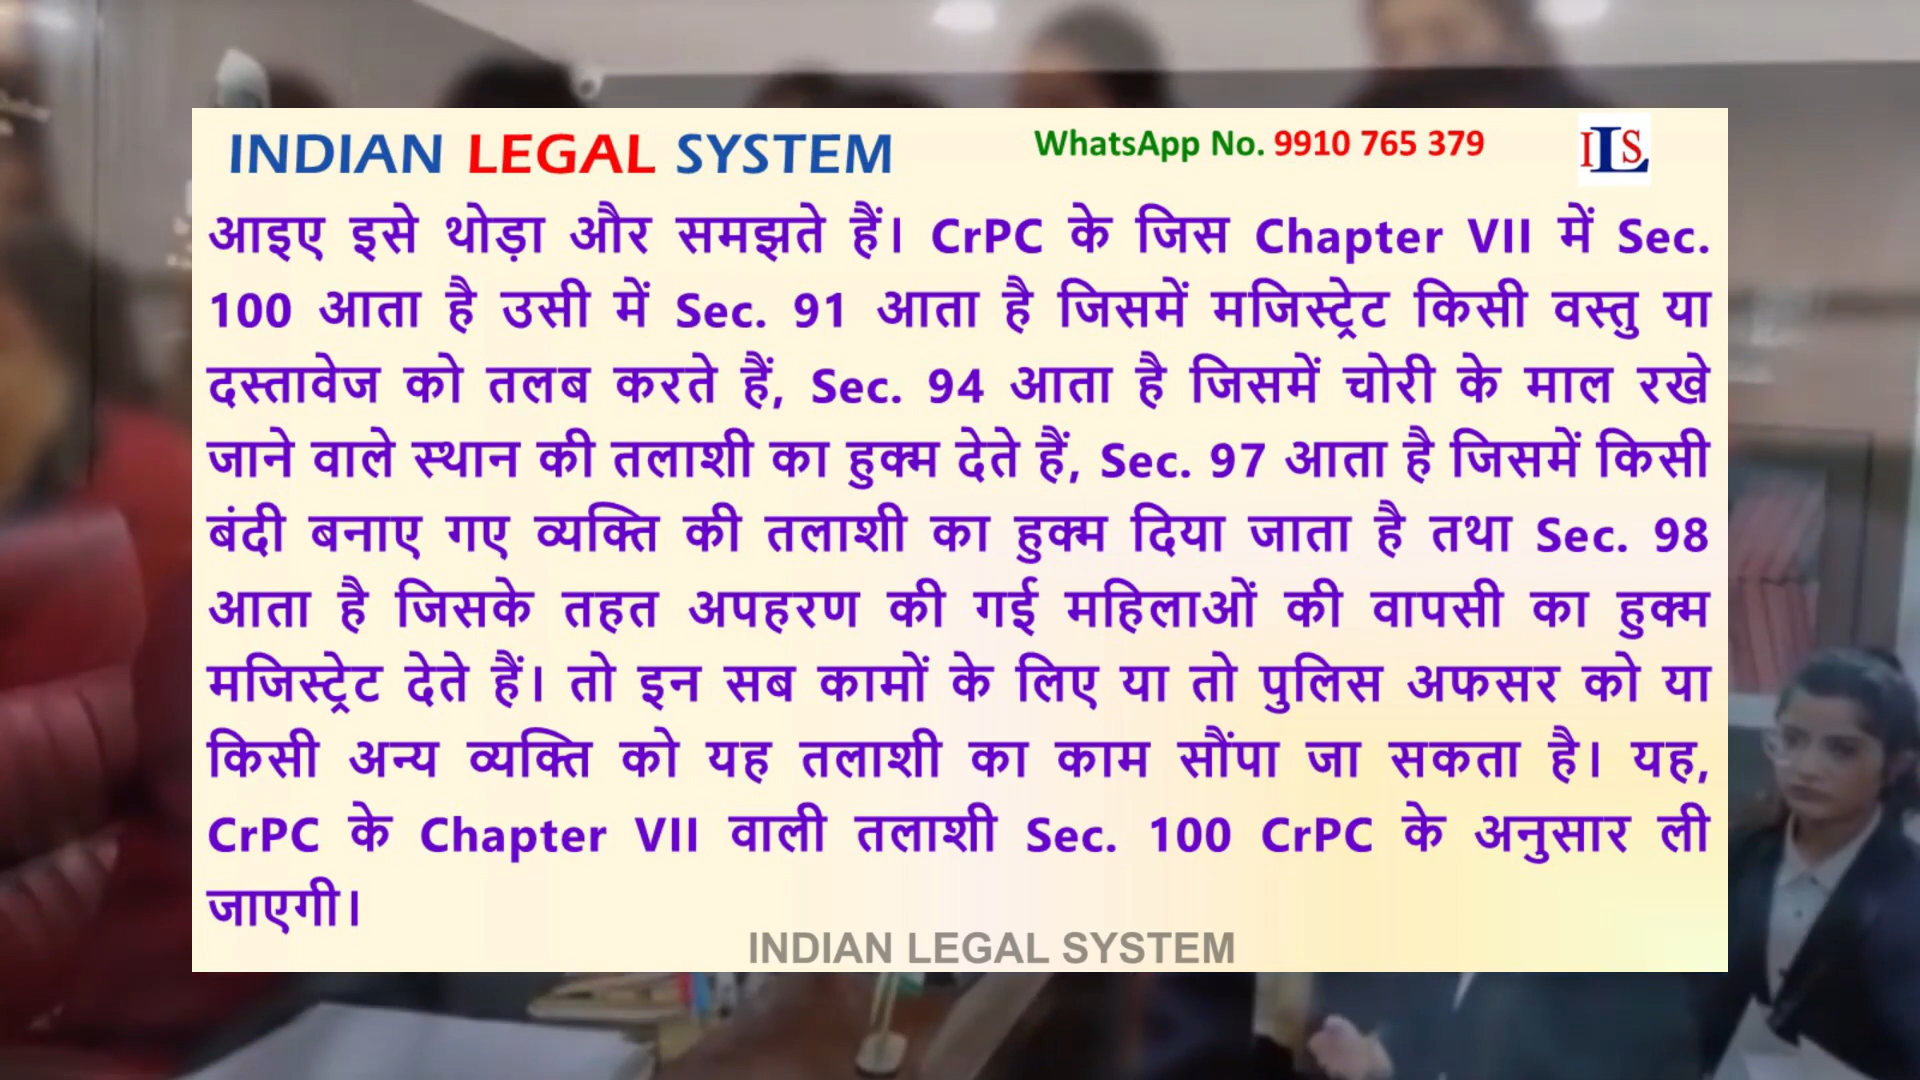 INDIAN LEGAL SYSTEM
WhatsApp No. 9910 765 379
ILS
आइए इसे थोड़ा और समझते हैं। CrPC के जिस Chapter VII में Sec.
100 आता है उसी में Sec. 91 आता है जिसमें मजिस्ट्रेट किसी वस्तु या
दस्तावेज को तलब करते हैं, Sec. 94 आता है जिसमें चोरी के माल रखे
जाने वाले स्थान की तलाशी का हुक्म देते हैं, Sec. 97 आता है जिसमें किसी
बंदी बनाए गए व्यक्ति की तलाशी का हुक्म दिया जाता है तथा Sec. 98
आता है जिसके तहत अपहरण की गई महिलाओं की वापसी का हुक्म
मजिस्ट्रेट देते हैं। तो इन सब कामों के लिए या तो पुलिस अफसर को या
किसी अन्य व्यक्ति को यह तलाशी का काम सौंपा जा सकता है। यह,
CrPC के Chapter VII वाली तलाशी Sec. 100 CrPC के अनुसार ली
जाएगी।
INDIAN LEGAL SYSTEM